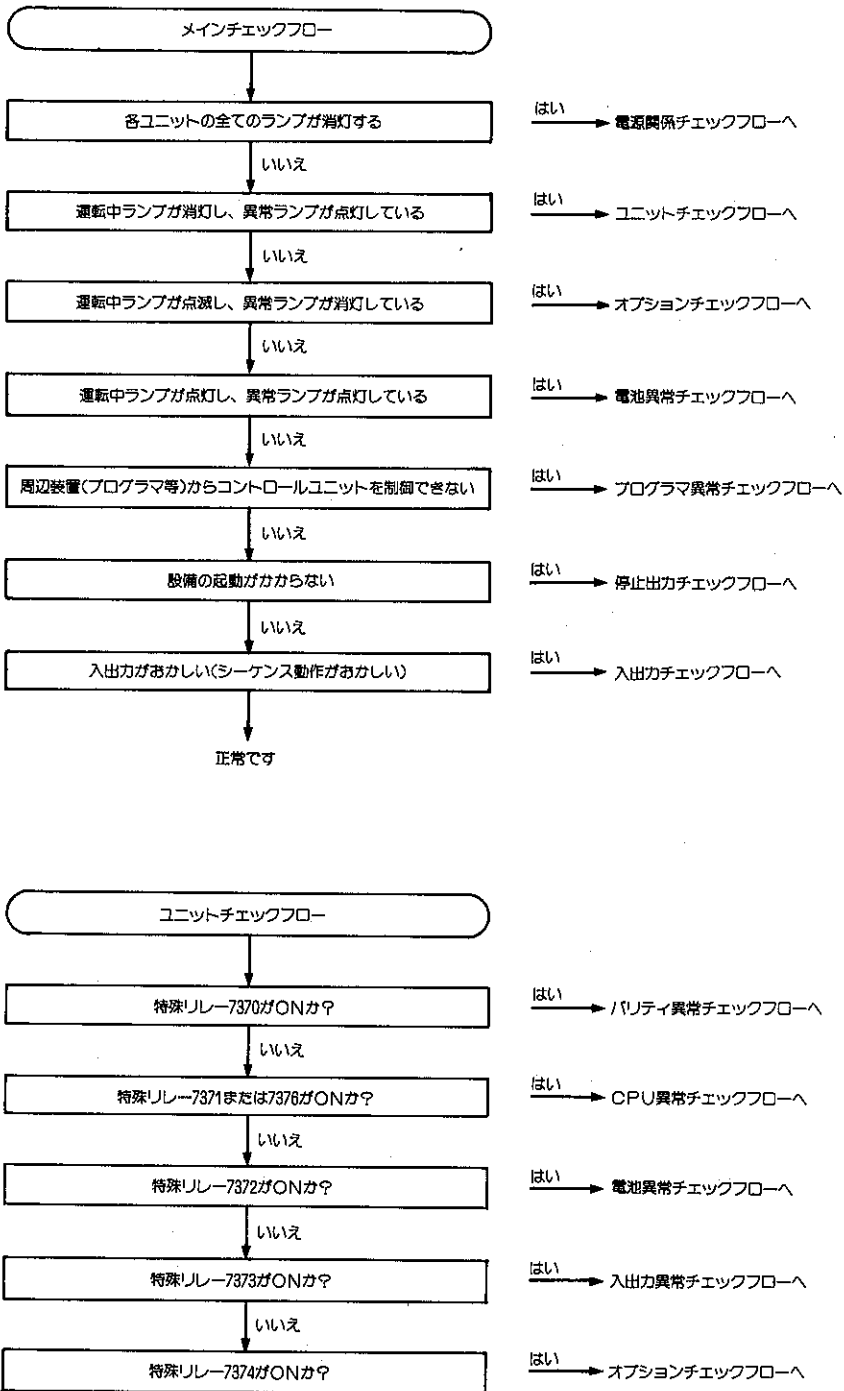 メインチェックフロー
各ユニットの全てのランプが消灯する
はい
電源関係チェックフローへ
いいえ
運転中ランプが消灯し、異常ランプが点灯している
はい
ユニットチェックフローへ
いいえ
運転中ランプが点滅し、異常ランプが消灯している
はい
オプションチェックフローへ
いいえ
運転中ランプが点灯し、異常ランプが点灯している
はい
電池異常チェックフローへ
いいえ
周辺装置(プログラマ等)からコントロールユニットを制御できない
はい
プログラマ異常チェックフローへ
いいえ
設備の起動がかからない
はい
停止出力チェックフローへ
いいえ
入出力がおかしい(シーケンス動作がおかしい)
はい
入出力チェックフローへ
正常です
ユニットチェックフロー
特殊リレー7370がONか?
はい
パリティ異常チェックフローへ
いいえ
特殊リレー7371または7376がONか?
はい
CPU異常チェックフローへ
いいえ
特殊リレー7372がONか?
はい
電池異常チェックフローへ
いいえ
特殊リレー7373がONか?
はい
入出力異常チェックフローへ
いいえ
特殊リレー7374がONか?
はい
オプションチェックフローへ